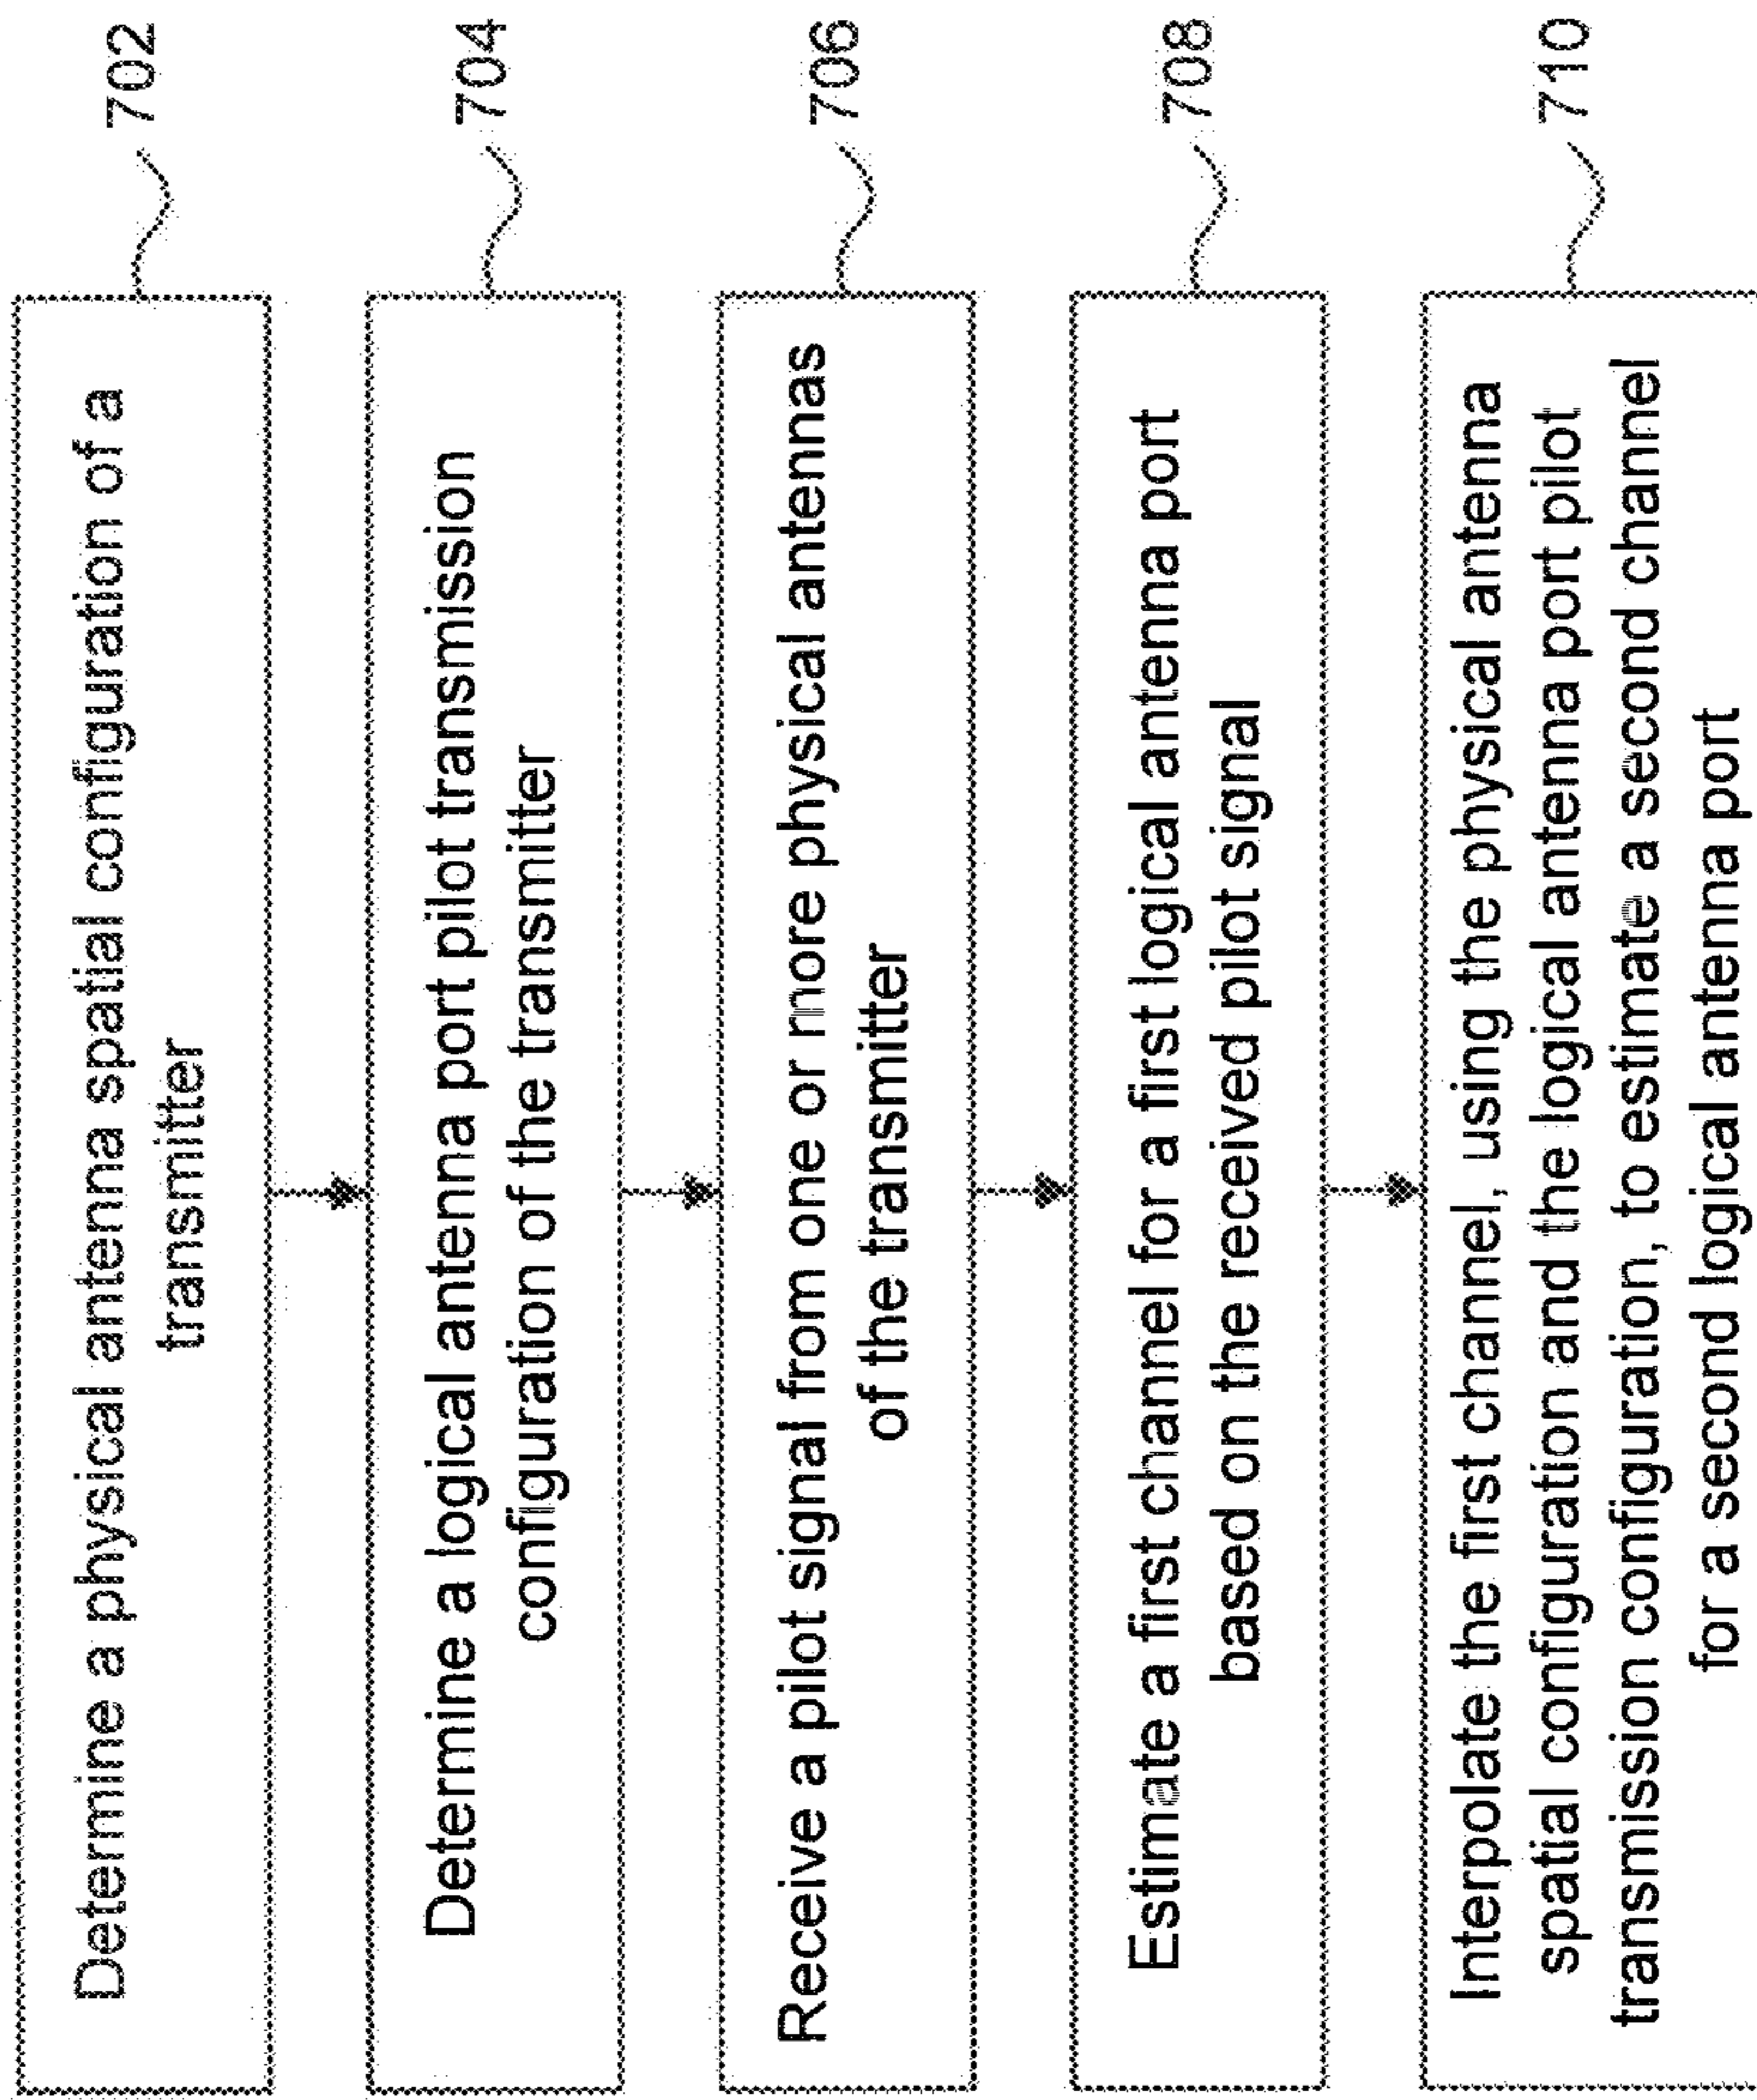 Determine a physical antenna spatial configuration of a
transmitter
702
Determine a logical antenna port pilot transmission
configuration of the transmitter
704
Receive a pilot signal from one or more physical antennas
of the transmitter
706
Estimate a first channel for a first logical antenna port
based on the received pilot signal
708
Interpolate the first channel, using the physical antenna
spatial configuration and the logical antenna port pilot
transmission configuration, to estimate a second channel
for a second logical antenna port
710